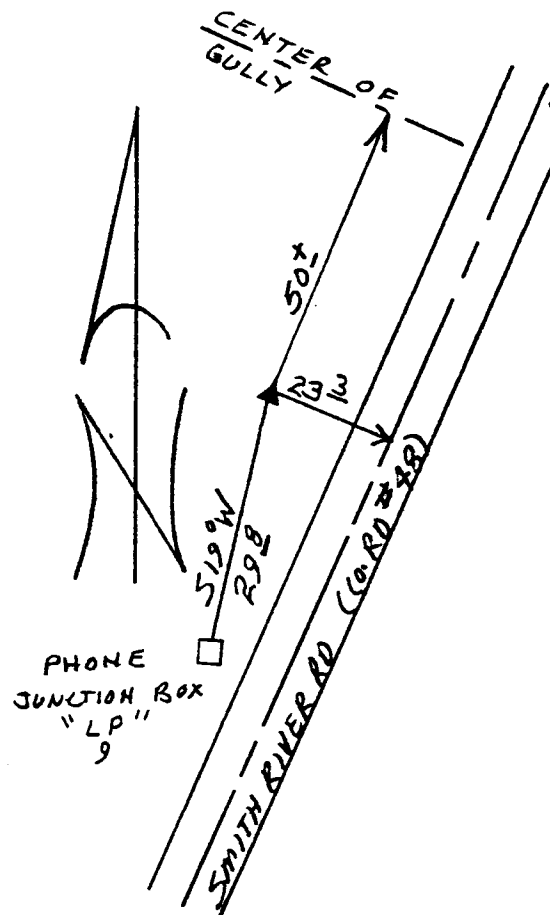 CENTER OF
GULLY
50±
23 3
S19°W
29 8
PHONE
JUNCTION BOX
"LP"
9
SMITH RIVER RD (CO. RD #48)